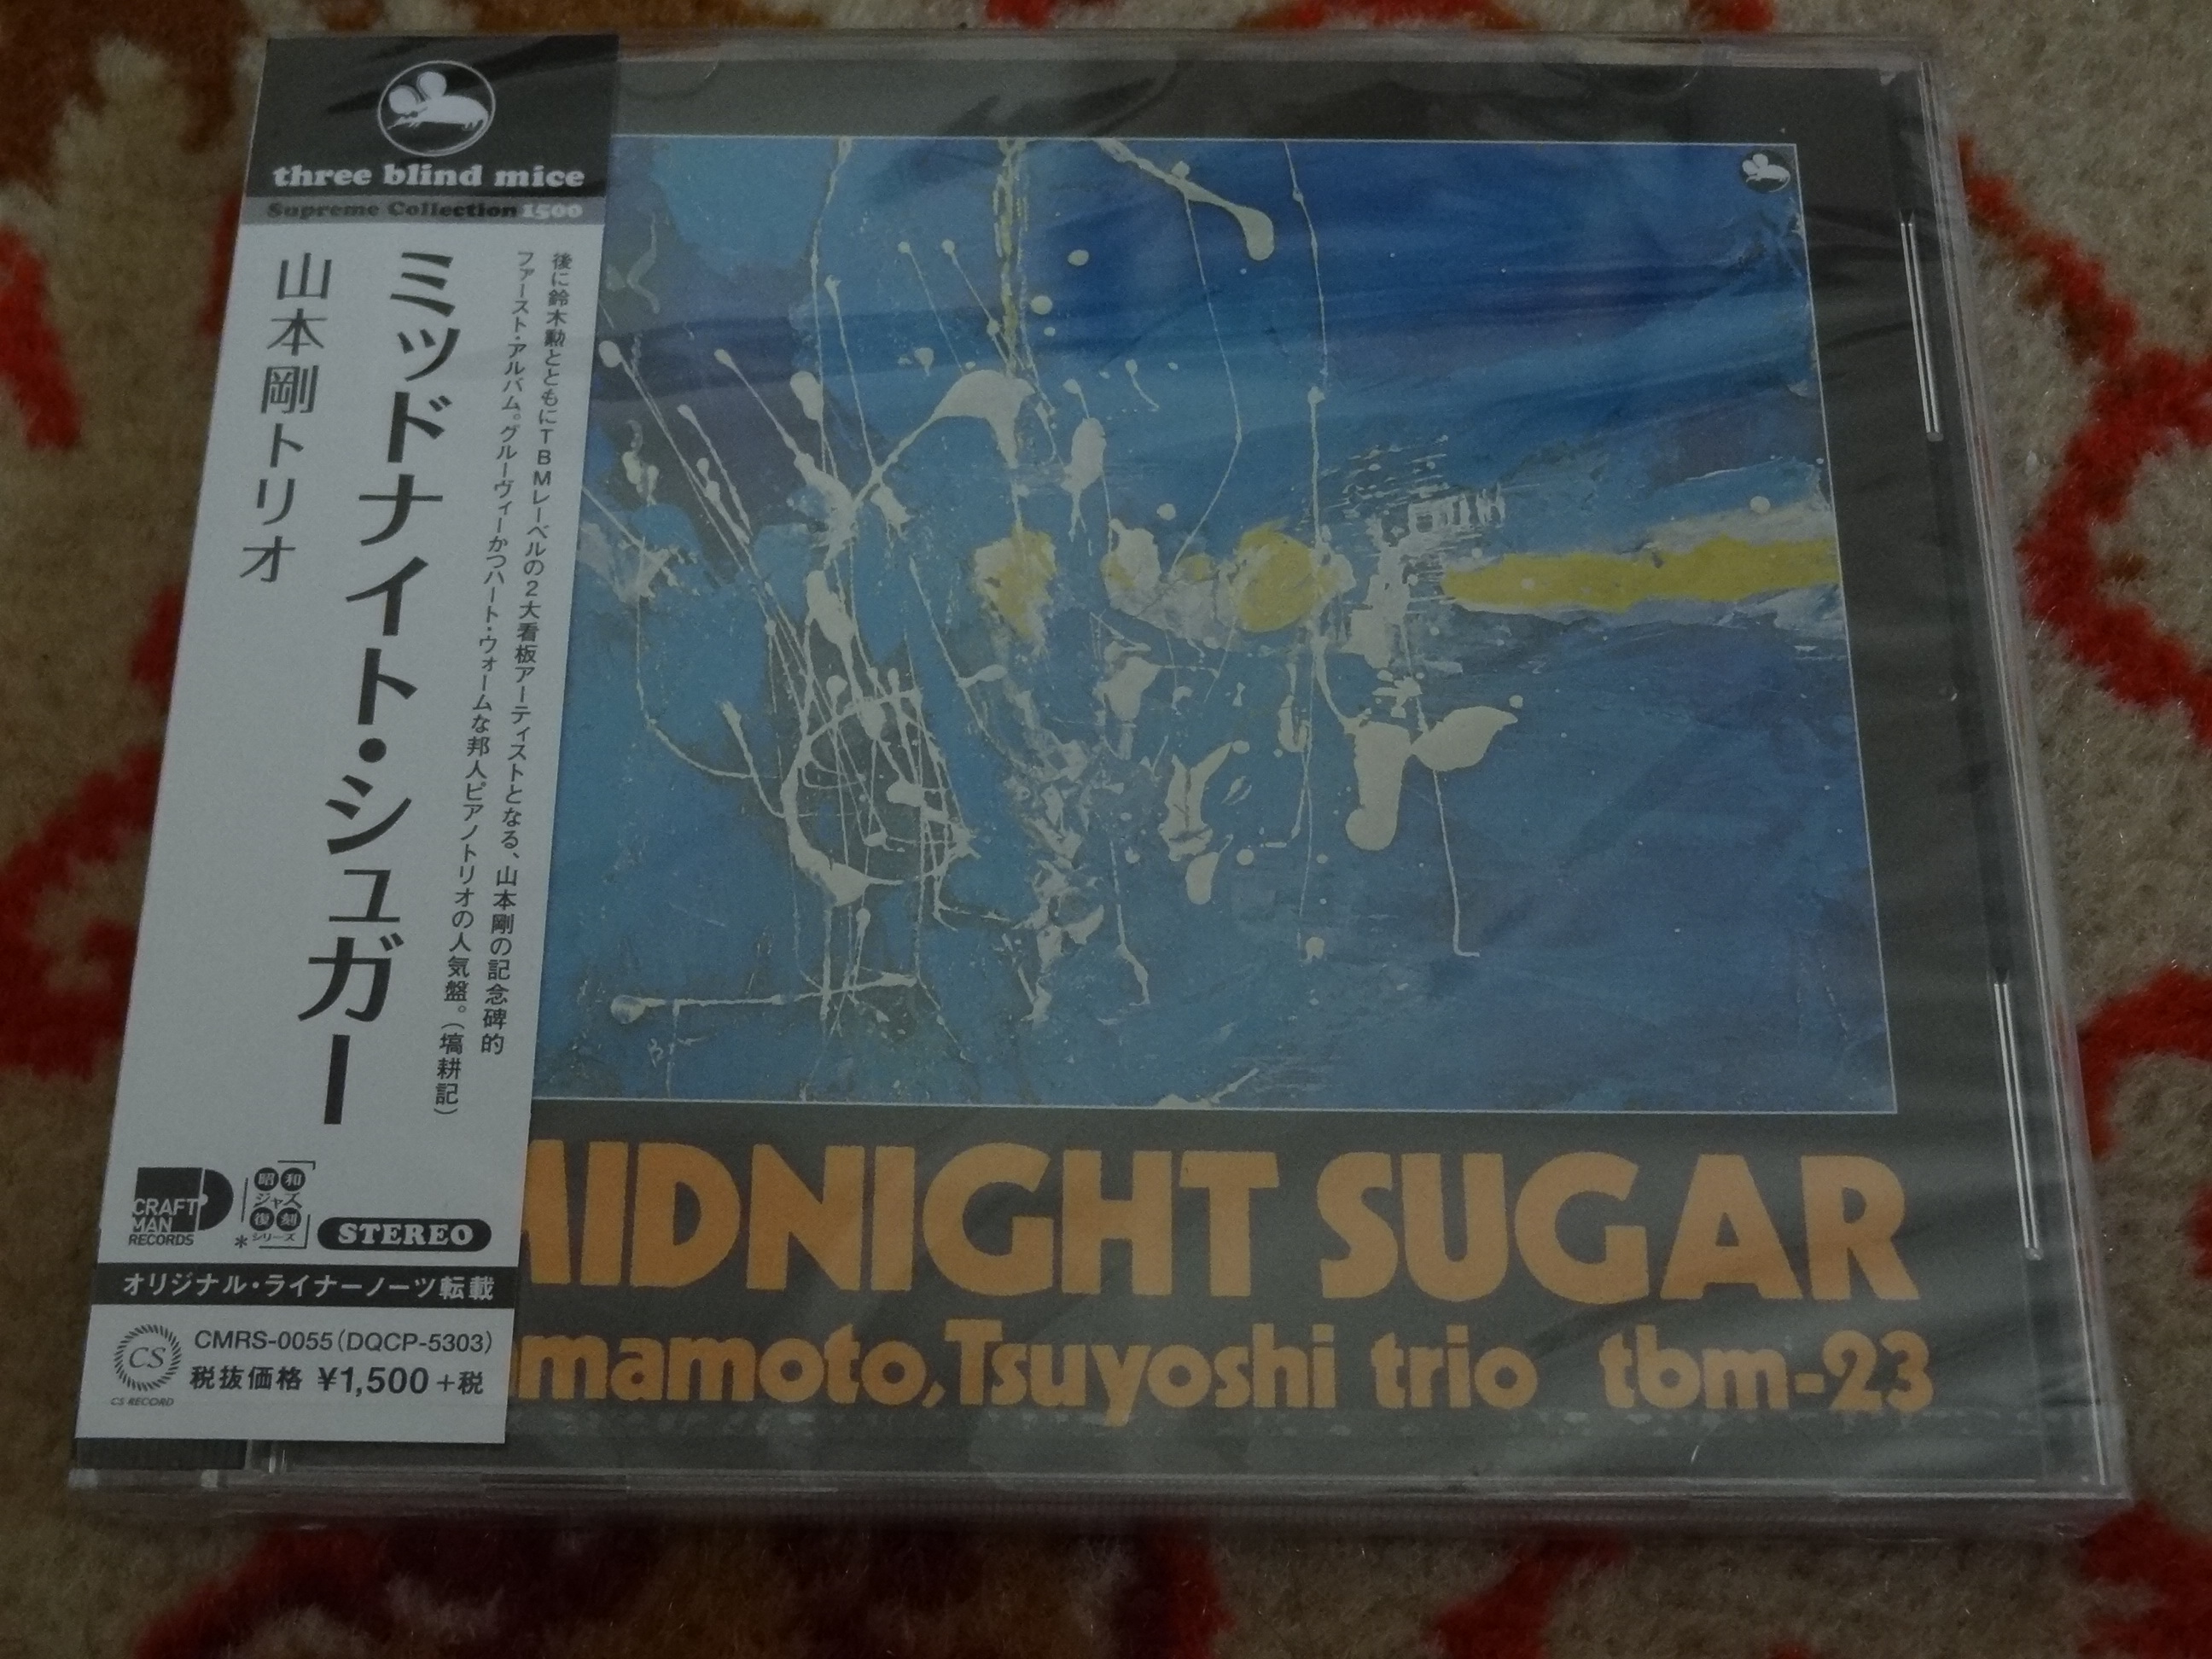 three blind mice
Supreme Collection 1500
後に鈴木勲とともにTBMレーベルの2大看板アーティストとなる、山本剛の記念碑的
ファースト・アルバム。グルーヴィーかつハート・ウォームな邦人ピアノトリオの人気盤。（塙耕記）
ミッドナイト・シュガー
山本剛トリオ
CRAFT
MAN
RECORDS
昭和
ジャズ
復刻
シリーズ
STEREO
オリジナル・ライナーノーツ転載
CS
CS RECORD
CMRS-0055(DQCP-5303)
税抜価格 ¥1,500+税
MIDNIGHT SUGAR
amamoto,Tsuyoshi trio tbm-23